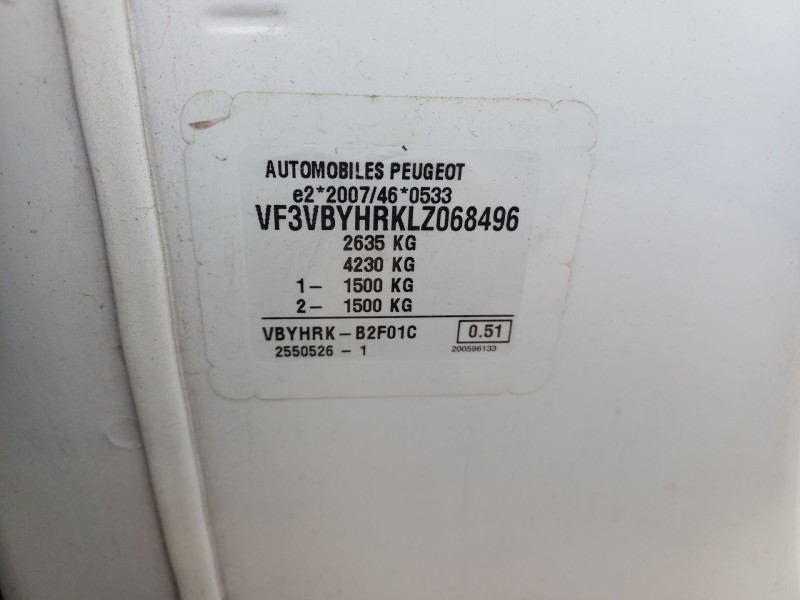 AUTOMOBILES PEUGEOT
e2*2007/46*0533
VF3VBYHRKLZ068496
2635 KG
4230 KG
1- 1500 KG
2- 1500 KG
VBYHRK-B2F01C 0.51
2550526 - 1 200596133